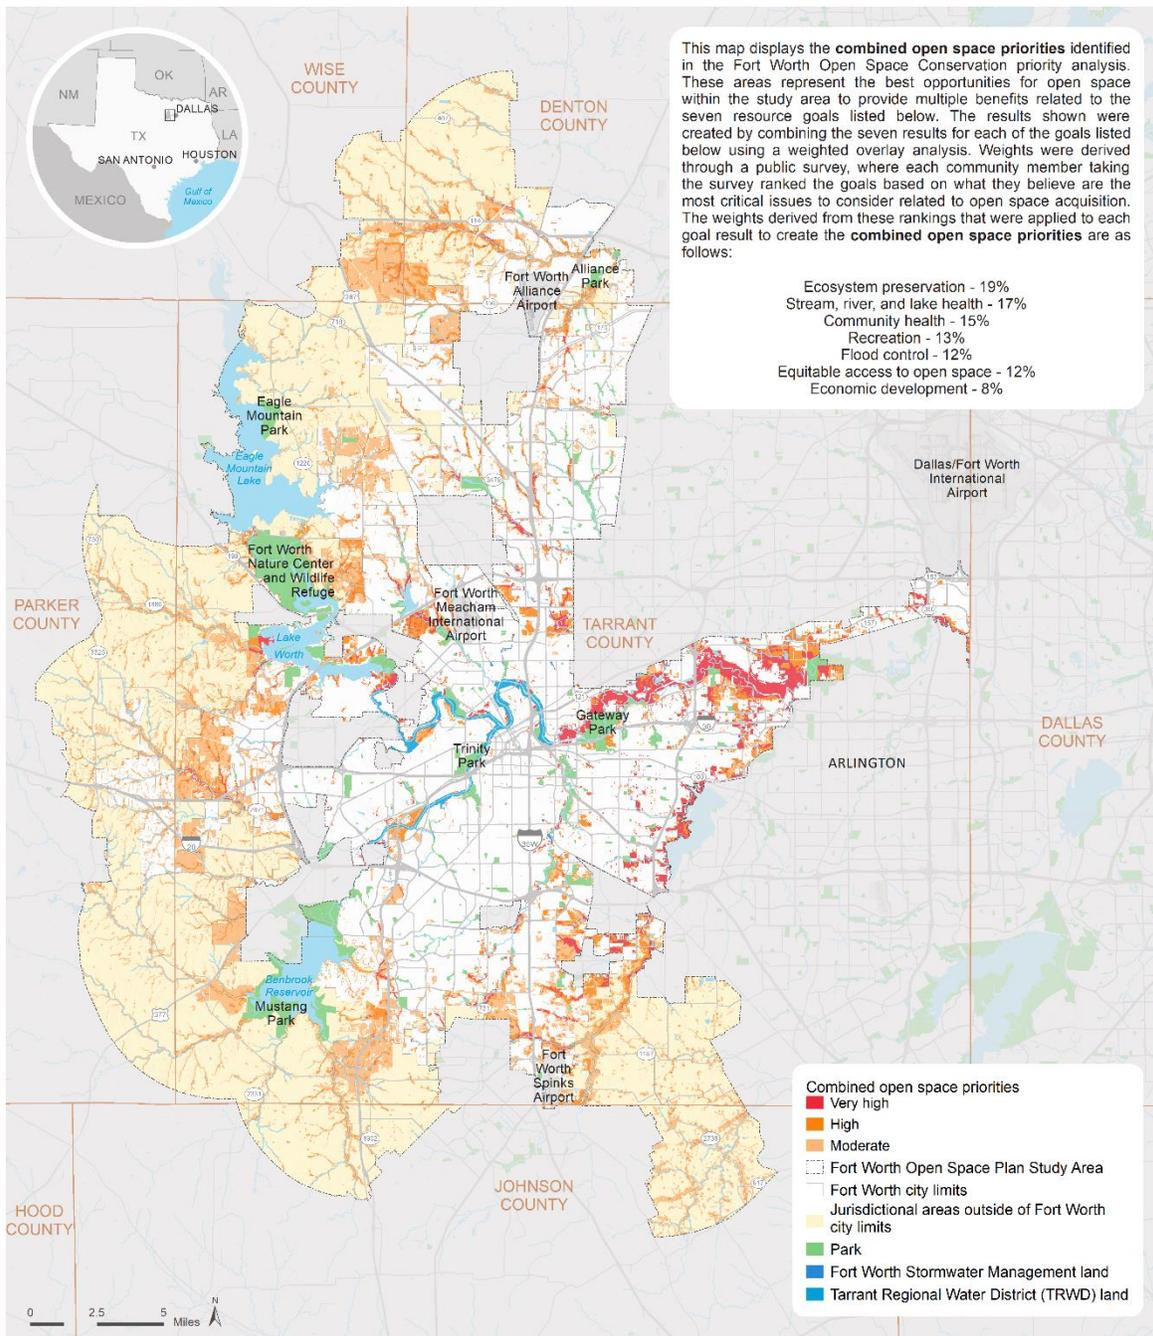 This map displays the combined open space priorities identified
in the Fort Worth Open Space Conservation priority analysis.
These areas represent the best opportunities for open space
within the study area to provide multiple benefits related to the
seven resource goals listed below. The results shown were
created by combining the seven results for each of the goals listed
below using a weighted overlay analysis. Weights were derived
through a public survey, where each community member taking
the survey ranked the goals based on what they believe are the
most critical issues to consider related to open space acquisition.
The weights derived from these rankings that were applied to each
goal result to create the combined open space priorities are as
follows:
Ecosystem preservation - 19%
Stream, river, and lake health - 17%
Community health - 15%
Recreation - 13%
Flood control - 12%
Equitable access to open space - 12%
Economic development - 8%
NM
OK
AR
DALLAS
TX
LA
SAN ANTONIO
HOUSTON
MEXICO
Gulf of
Mexico
WISE
COUNTY
DENTON
COUNTY
114
Fort Worth
Alliance
Airport
Alliance
Park
Eagle
Mountain
Park
Eagle
Mountain
Lake
1220
Dallas/Fort Worth
International
Airport
730
199
Fort Worth
Nature Center
and Wildlife
Refuge
Fort Worth
Meacham
International
Airport
PARKER
COUNTY
TARRANT
COUNTY
Lake
Worth
Gateway
Park
Trinity
Park
30
DALLAS
COUNTY
ARLINGTON
20
35W
Benbrook
Reservoir
Mustang
Park
377
1187
Fort
Worth
Spinks
Airport
1902
2738
917
JOHNSON
COUNTY
HOOD
COUNTY
Combined open space priorities
Very high
High
Moderate
Fort Worth Open Space Plan Study Area
Fort Worth city limits
Jurisdictional areas outside of Fort Worth
city limits
Park
Fort Worth Stormwater Management land
Tarrant Regional Water District (TRWD) land
0 2.5 5
Miles
N